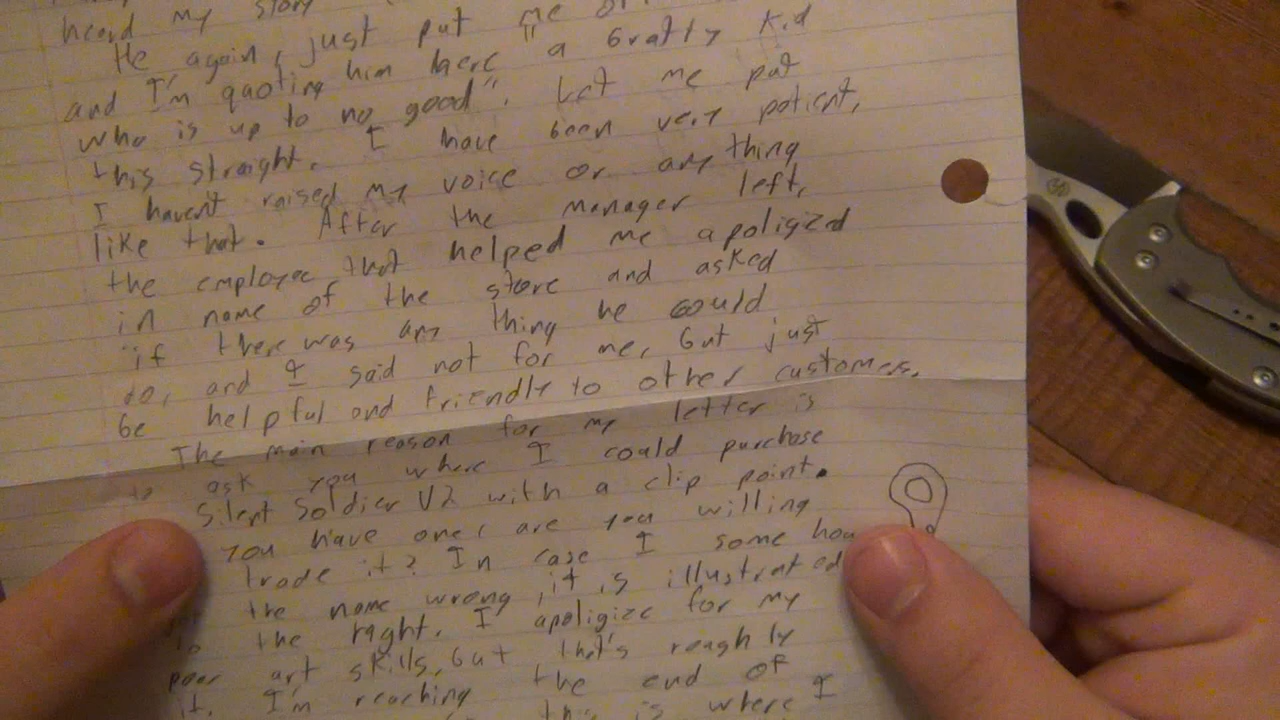 heard my story
He again, just put me
and I'm quoting him here "a bratty kid
who is up to no good". Let me put
this straight. I have been very patient,
I haven't raised my voice or any thing
like that. After the manager left,
the employee that helped me apoligized
in name of the store and asked
if there was any thing he could
do, and I said not for me, but just
be helpful and friendly to other customers.
The main reason for my letter is
to ask you where I could purchase
Silent Soldier V2 with a clip point.
you have one, are you willing
trade it? In case I some how
the name wrong, it is illustrated
to the right. I apoligize for my
poor art skills, but that's roughly
it. I'm reaching the end of
this is where I